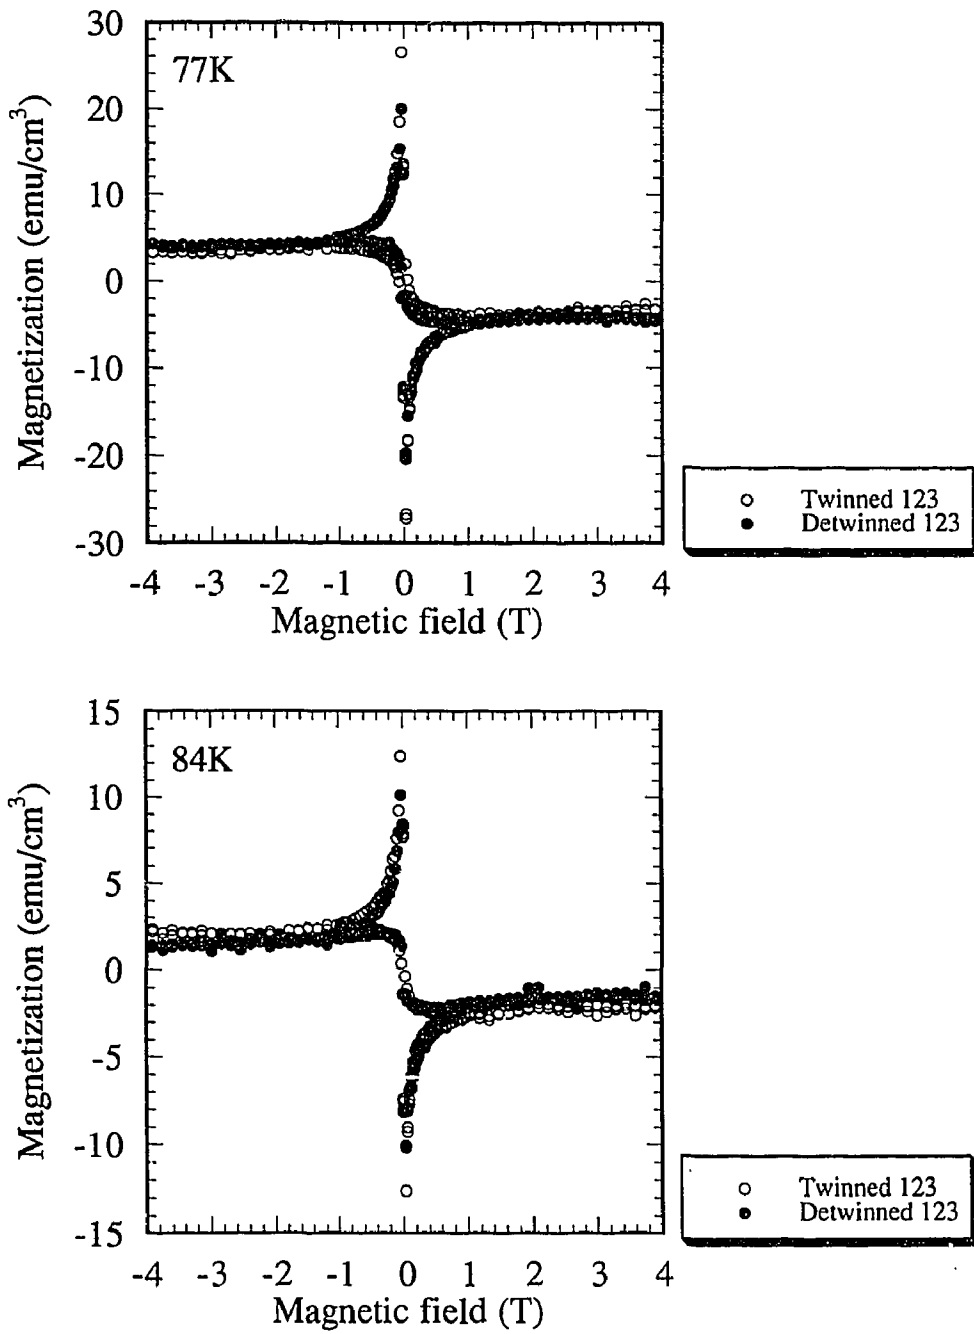 30
77K
20
10
0
-10
-20
-30
Magnetization (emu/cm³)
-4 -3 -2 -1 0 1 2 3 4
Magnetic field (T)
Twinned 123
Detwinned 123
15
84K
10
5
0
-5
-10
-15
Magnetization (emu/cm³)
-4 -3 -2 -1 0 1 2 3 4
Magnetic field (T)
Twinned 123
Detwinned 123